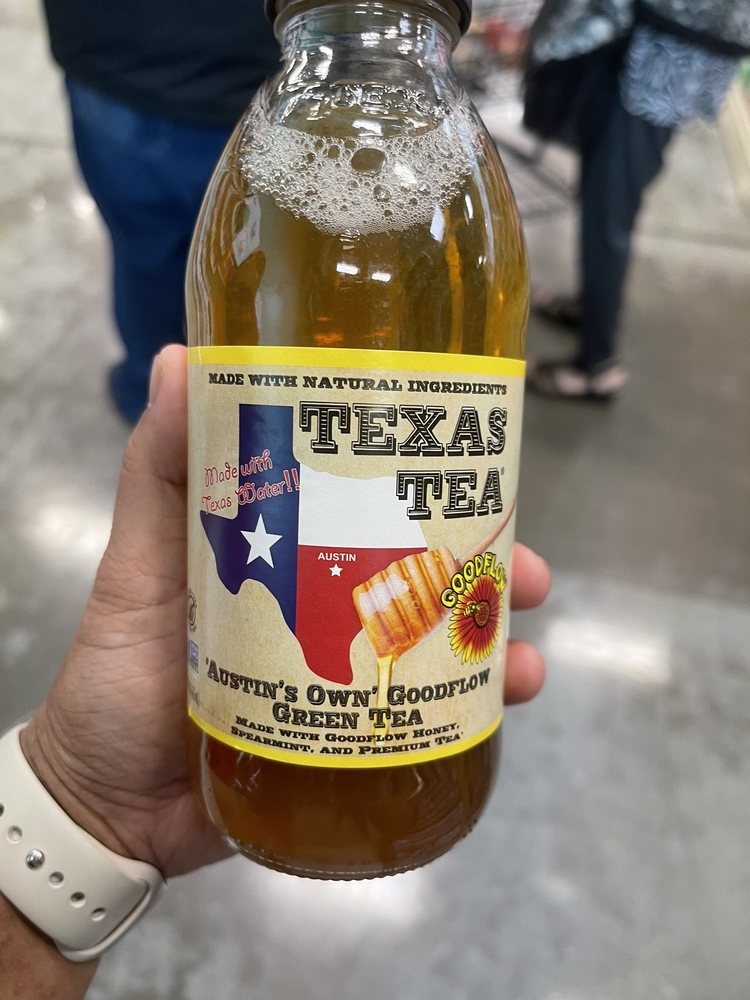 MADE WITH NATURAL INGREDIENTS
TEXAS
TEA
Made with
Texas Water!!
AUSTIN
GOODFLOW
'AUSTIN'S OWN' GOODFLOW
GREEN TEA
MADE WITH GOODFLOW HONEY,
SPEARMINT, AND PREMIUM TEA